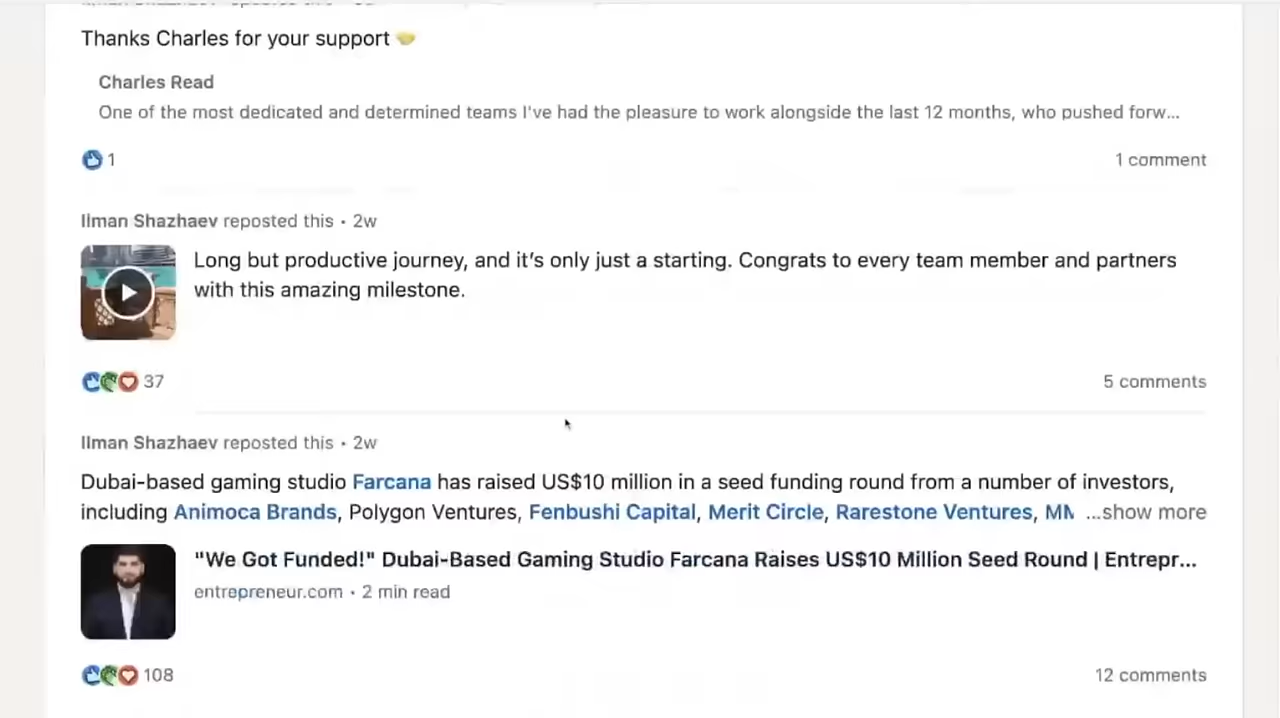 Thanks Charles for your support
Charles Read
One of the most dedicated and determined teams I've had the pleasure to work alongside the last 12 months, who pushed forw...
1
1 comment
Ilman Shazhaev reposted this • 2w
Long but productive journey, and it's only just a starting. Congrats to every team member and partners
with this amazing milestone.
37
5 comments
Ilman Shazhaev reposted this • 2w
Dubai-based gaming studio Farcana has raised US$10 million in a seed funding round from a number of investors,
including Animoca Brands, Polygon Ventures, Fenbushi Capital, Merit Circle, Rarestone Ventures, ...show more
"We Got Funded!" Dubai-Based Gaming Studio Farcana Raises US$10 Million Seed Round | Entrepr...
entrepreneur.com • 2 min read
108
12 comments